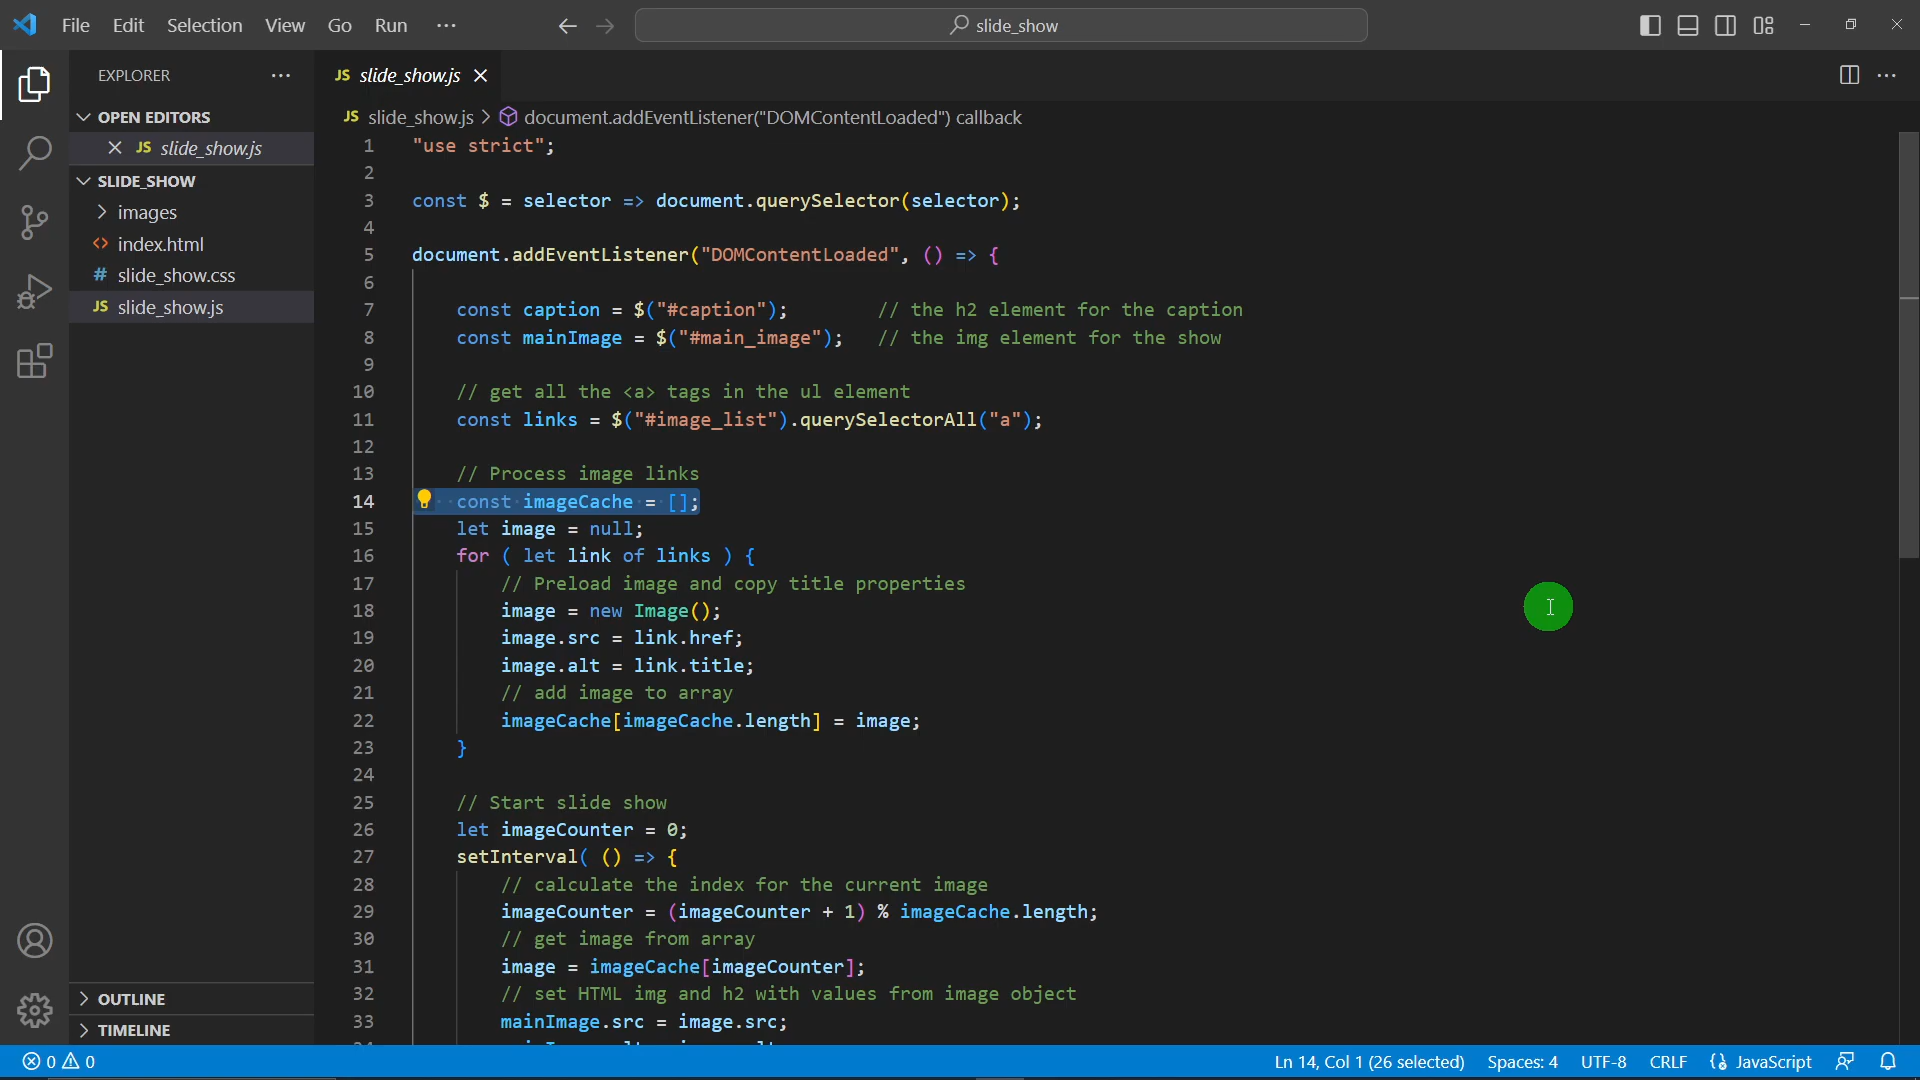 File Edit Selection View Go Run ···
slide_show
EXPLORER ···
OPEN EDITORS
JS slide_show.js
SLIDE_SHOW
images
<> index.html
# slide_show.css
JS slide_show.js
OUTLINE
TIMELINE
JS slide_show.js
JS slide_show.js > document.addEventListener("DOMContentLoaded") callback
1 "use strict";
2
3 const $ = selector => document.querySelector(selector);
4
5 document.addEventListener("DOMContentLoaded", () => {
6
7     const caption = $("#caption");        // the h2 element for the caption
8     const mainImage = $("#main_image");   // the img element for the show
9
10     // get all the <a> tags in the ul element
11     const links = $("#image_list").querySelectorAll("a");
12
13     // Process image links
14     const imageCache = [];
15     let image = null;
16     for ( let link of links ) {
17         // Preload image and copy title properties
18         image = new Image();
19         image.src = link.href;
20         image.alt = link.title;
21         // add image to array
22         imageCache[imageCache.length] = image;
23     }
24
25     // Start slide show
26     let imageCounter = 0;
27     setInterval( () => {
28         // calculate the index for the current image
29         imageCounter = (imageCounter + 1) % imageCache.length;
30         // get image from array
31         image = imageCache[imageCounter];
32         // set HTML img and h2 with values from image object
33         mainImage.src = image.src;
0 0 Ln 14, Col 1 (26 selected) Spaces: 4 UTF-8 CRLF JavaScript